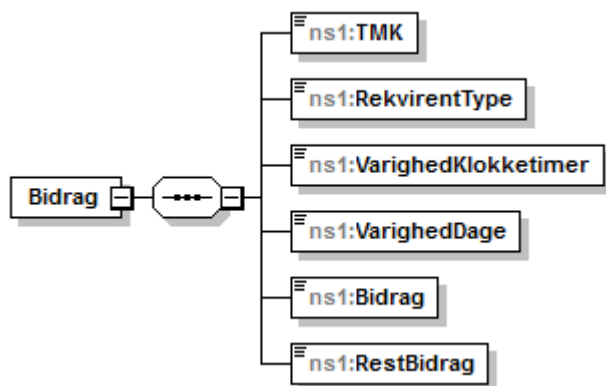 ns1:TMK
ns1:RekvirentType
ns1:VarighedKlokketimer
Bidrag
ns1:VarighedDage
ns1:Bidrag
ns1:RestBidrag